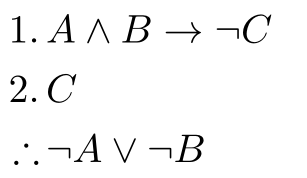 1. A ∧ B → ¬C
2. C
∴ ¬A ∨ ¬B